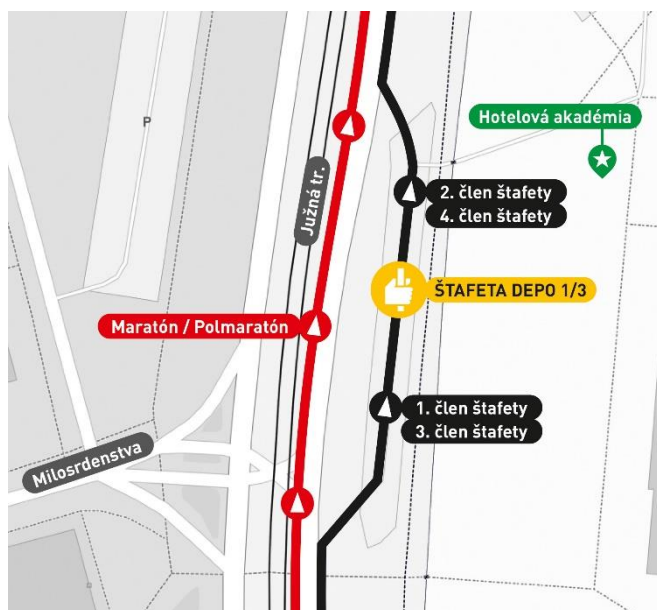 P
Hotelová akadémia
Južná tr.
2. člen štafety
4. člen štafety
ŠTAFETA DEPO 1/3
Maratón / Polmaratón
1. člen štafety
3. člen štafety
Milosrdenstva